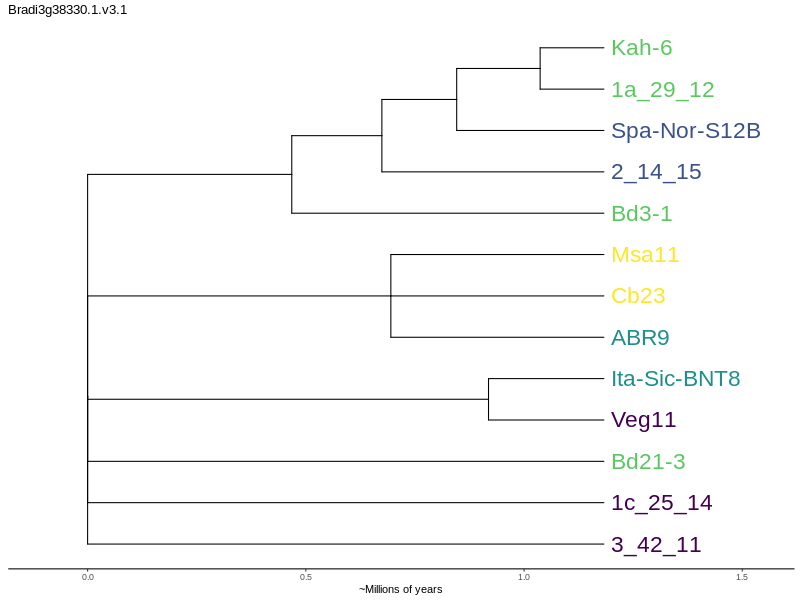 Bradi3g38330.1.v3.1
Kah-6
1a_29_12
Spa-Nor-S12B
2_14_15
Bd3-1
Msa11
Cb23
ABR9
Ita-Sic-BNT8
Veg11
Bd21-3
1c_25_14
3_42_11
0.0 0.5 1.0 1.5
~Millions of years